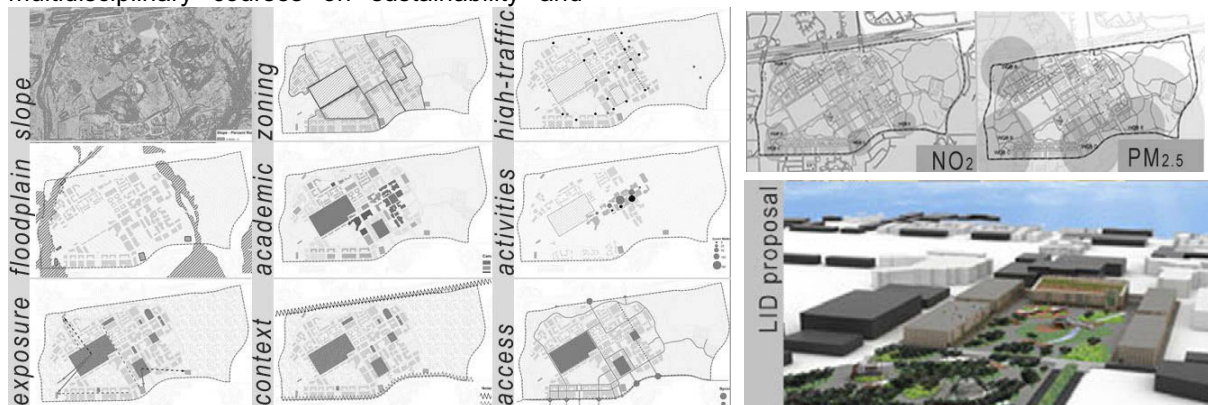 multidisciplinary courses on sustainability and
slope
zoning
high-traffic
floodplain
academic
activities
exposure
context
access
NO2
PM2.5
LID proposal